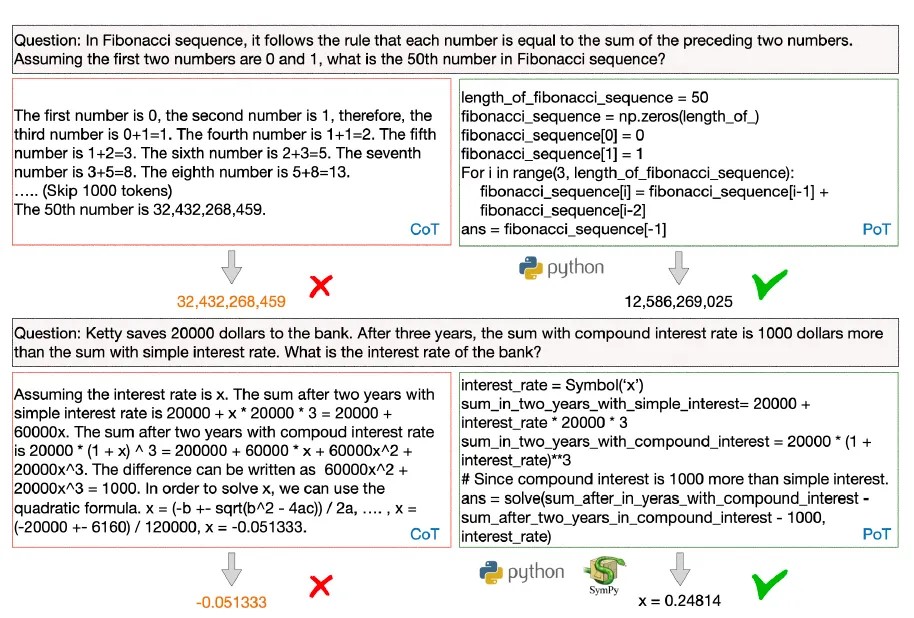 Question: In Fibonacci sequence, it follows the rule that each number is equal to the sum of the preceding two numbers.
Assuming the first two numbers are 0 and 1, what is the 50th number in Fibonacci sequence?
The first number is 0, the second number is 1, therefore, the
third number is 0+1=1. The fourth number is 1+1=2. The fifth
number is 1+2=3. The sixth number is 2+3=5. The seventh
number is 3+5=8. The eighth number is 5+8=13.
..... (Skip 1000 tokens)
The 50th number is 32,432,268,459.
CoT
length_of_fibonacci_sequence = 50
fibonacci_sequence = np.zeros(length_of_)
fibonacci_sequence[0] = 0
fibonacci_sequence[1] = 1
For i in range(3, length_of_fibonacci_sequence):
fibonacci_sequence[i] = fibonacci_sequence[i-1] +
fibonacci_sequence[i-2]
ans = fibonacci_sequence[-1]
PoT
32,432,268,459
python
12,586,269,025
Question: Ketty saves 20000 dollars to the bank. After three years, the sum with compound interest rate is 1000 dollars more
than the sum with simple interest rate. What is the interest rate of the bank?
Assuming the interest rate is x. The sum after two years with
simple interest rate is 20000 + x * 20000 * 3 = 20000 +
60000x. The sum after two years with compoud interest rate
is 20000 * (1 + x) ^ 3 = 200000 + 60000 * x + 60000x^2 +
20000x^3. The difference can be written as 60000x^2 +
20000x^3 = 1000. In order to solve x, we can use the
quadratic formula. x = (-b +- sqrt(b^2 - 4ac)) / 2a, …. , x =
(-20000 +- 6160) / 120000, x = -0.051333.
CoT
interest_rate = Symbol(‘x’)
sum_in_two_years_with_simple_interest= 20000 +
interest_rate * 20000 * 3
sum_in_two_years_with_compound_interest = 20000 * (1 +
interest_rate)**3
# Since compound interest is 1000 more than simple interest.
ans = solve(sum_after_in_yeras_with_compound_interest -
sum_after_two_years_in_compound_interest - 1000,
interest_rate)
PoT
-0.051333
python
SymPy
x = 0.24814